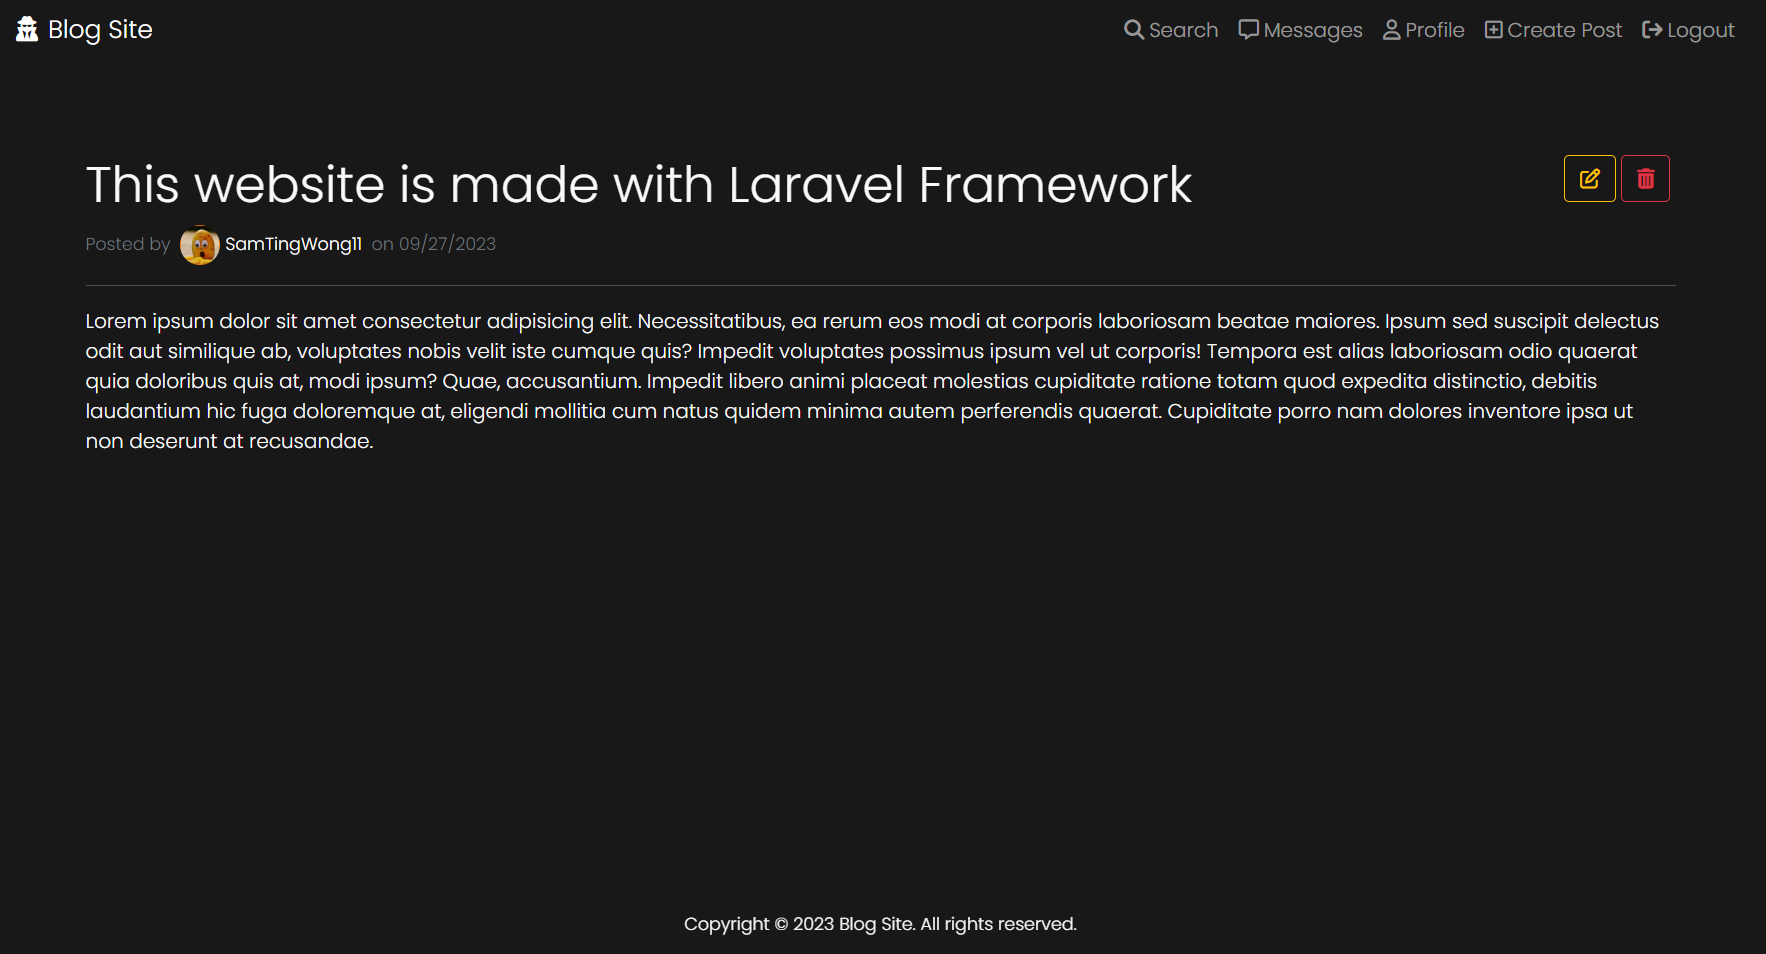 Blog Site
Search Messages Profile Create Post Logout
This website is made with Laravel Framework
Posted by SamTingWong11 on 09/27/2023
Lorem ipsum dolor sit amet consectetur adipisicing elit. Necessitatibus, ea rerum eos modi at corporis laboriosam beatae maiores. Ipsum sed suscipit delectus
odit aut similique ab, voluptates nobis velit iste cumque quis? Impedit voluptates possimus ipsum vel ut corporis! Tempora est alias laboriosam odio quaerat
quia doloribus quis at, modi ipsum? Quae, accusantium. Impedit libero animi placeat molestias cupiditate ratione totam quod expedita distinctio, debitis
laudantium hic fuga doloremque at, eligendi mollitia cum natus quidem minima autem perferendis quaerat. Cupiditate porro nam dolores inventore ipsa ut
non deserunt at recusandae.
Copyright © 2023 Blog Site. All rights reserved.